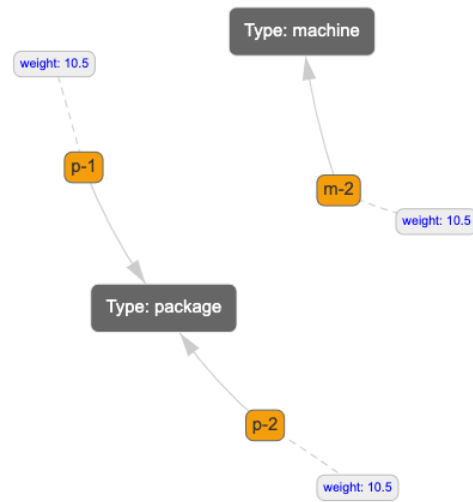 Type: machine
weight: 10.5
p-1
m-2
weight: 10.5
Type: package
p-2
weight: 10.5